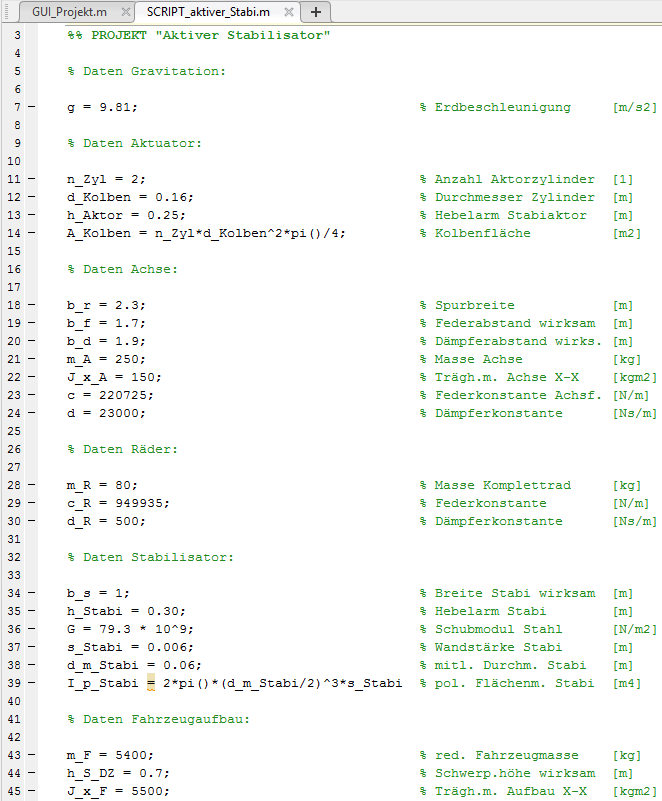 GUI_Projekt.m × SCRIPT_aktiver_Stabi.m × +
3 %% PROJEKT "Aktiver Stabilisator"
4
5 % Daten Gravitation:
6
7 – g = 9.81; % Erdbeschleunigung [m/s2]
8
9 % Daten Aktuator:
10
11 – n_Zyl = 2; % Anzahl Aktorzylinder [1]
12 – d_Kolben = 0.16; % Durchmesser Zylinder [m]
13 – h_Aktor = 0.25; % Hebelarm Stabiaktor [m]
14 – A_Kolben = n_Zyl*d_Kolben^2*pi()/4; % Kolbenfläche [m2]
15
16 % Daten Achse:
17
18 – b_r = 2.3; % Spurbreite [m]
19 – b_f = 1.7; % Federabstand wirksam [m]
20 – b_d = 1.9; % Dämpferabstand wirks. [m]
21 – m_A = 250; % Masse Achse [kg]
22 – J_x_A = 150; % Trägh.m. Achse X-X [kgm2]
23 – c = 220725; % Federkonstante Achsf. [N/m]
24 – d = 23000; % Dämpferkonstante [Ns/m]
25
26 % Daten Räder:
27
28 – m_R = 80; % Masse Komplettrad [kg]
29 – c_R = 949935; % Federkonstante [N/m]
30 – d_R = 500; % Dämpferkonstante [Ns/m]
31
32 % Daten Stabilisator:
33
34 – b_s = 1; % Breite Stabi wirksam [m]
35 – h_Stabi = 0.30; % Hebelarm Stabi [m]
36 – G = 79.3 * 10^9; % Schubmodul Stahl [N/m2]
37 – s_Stabi = 0.006; % Wandstärke Stabi [m]
38 – d_m_Stabi = 0.06; % mitl. Durchm. Stabi [m]
39 – I_p_Stabi = 2*pi()*(d_m_Stabi/2)^3*s_Stabi % pol. Flächenm. Stabi [m4]
40
41 % Daten Fahrzeugaufbau:
42
43 – m_F = 5400; % red. Fahrzeugmasse [kg]
44 – h_S_DZ = 0.7; % Schwerp.höhe wirksam [m]
45 – J_x_F = 5500; % Trägh.m. Aufbau X-X [kgm2]